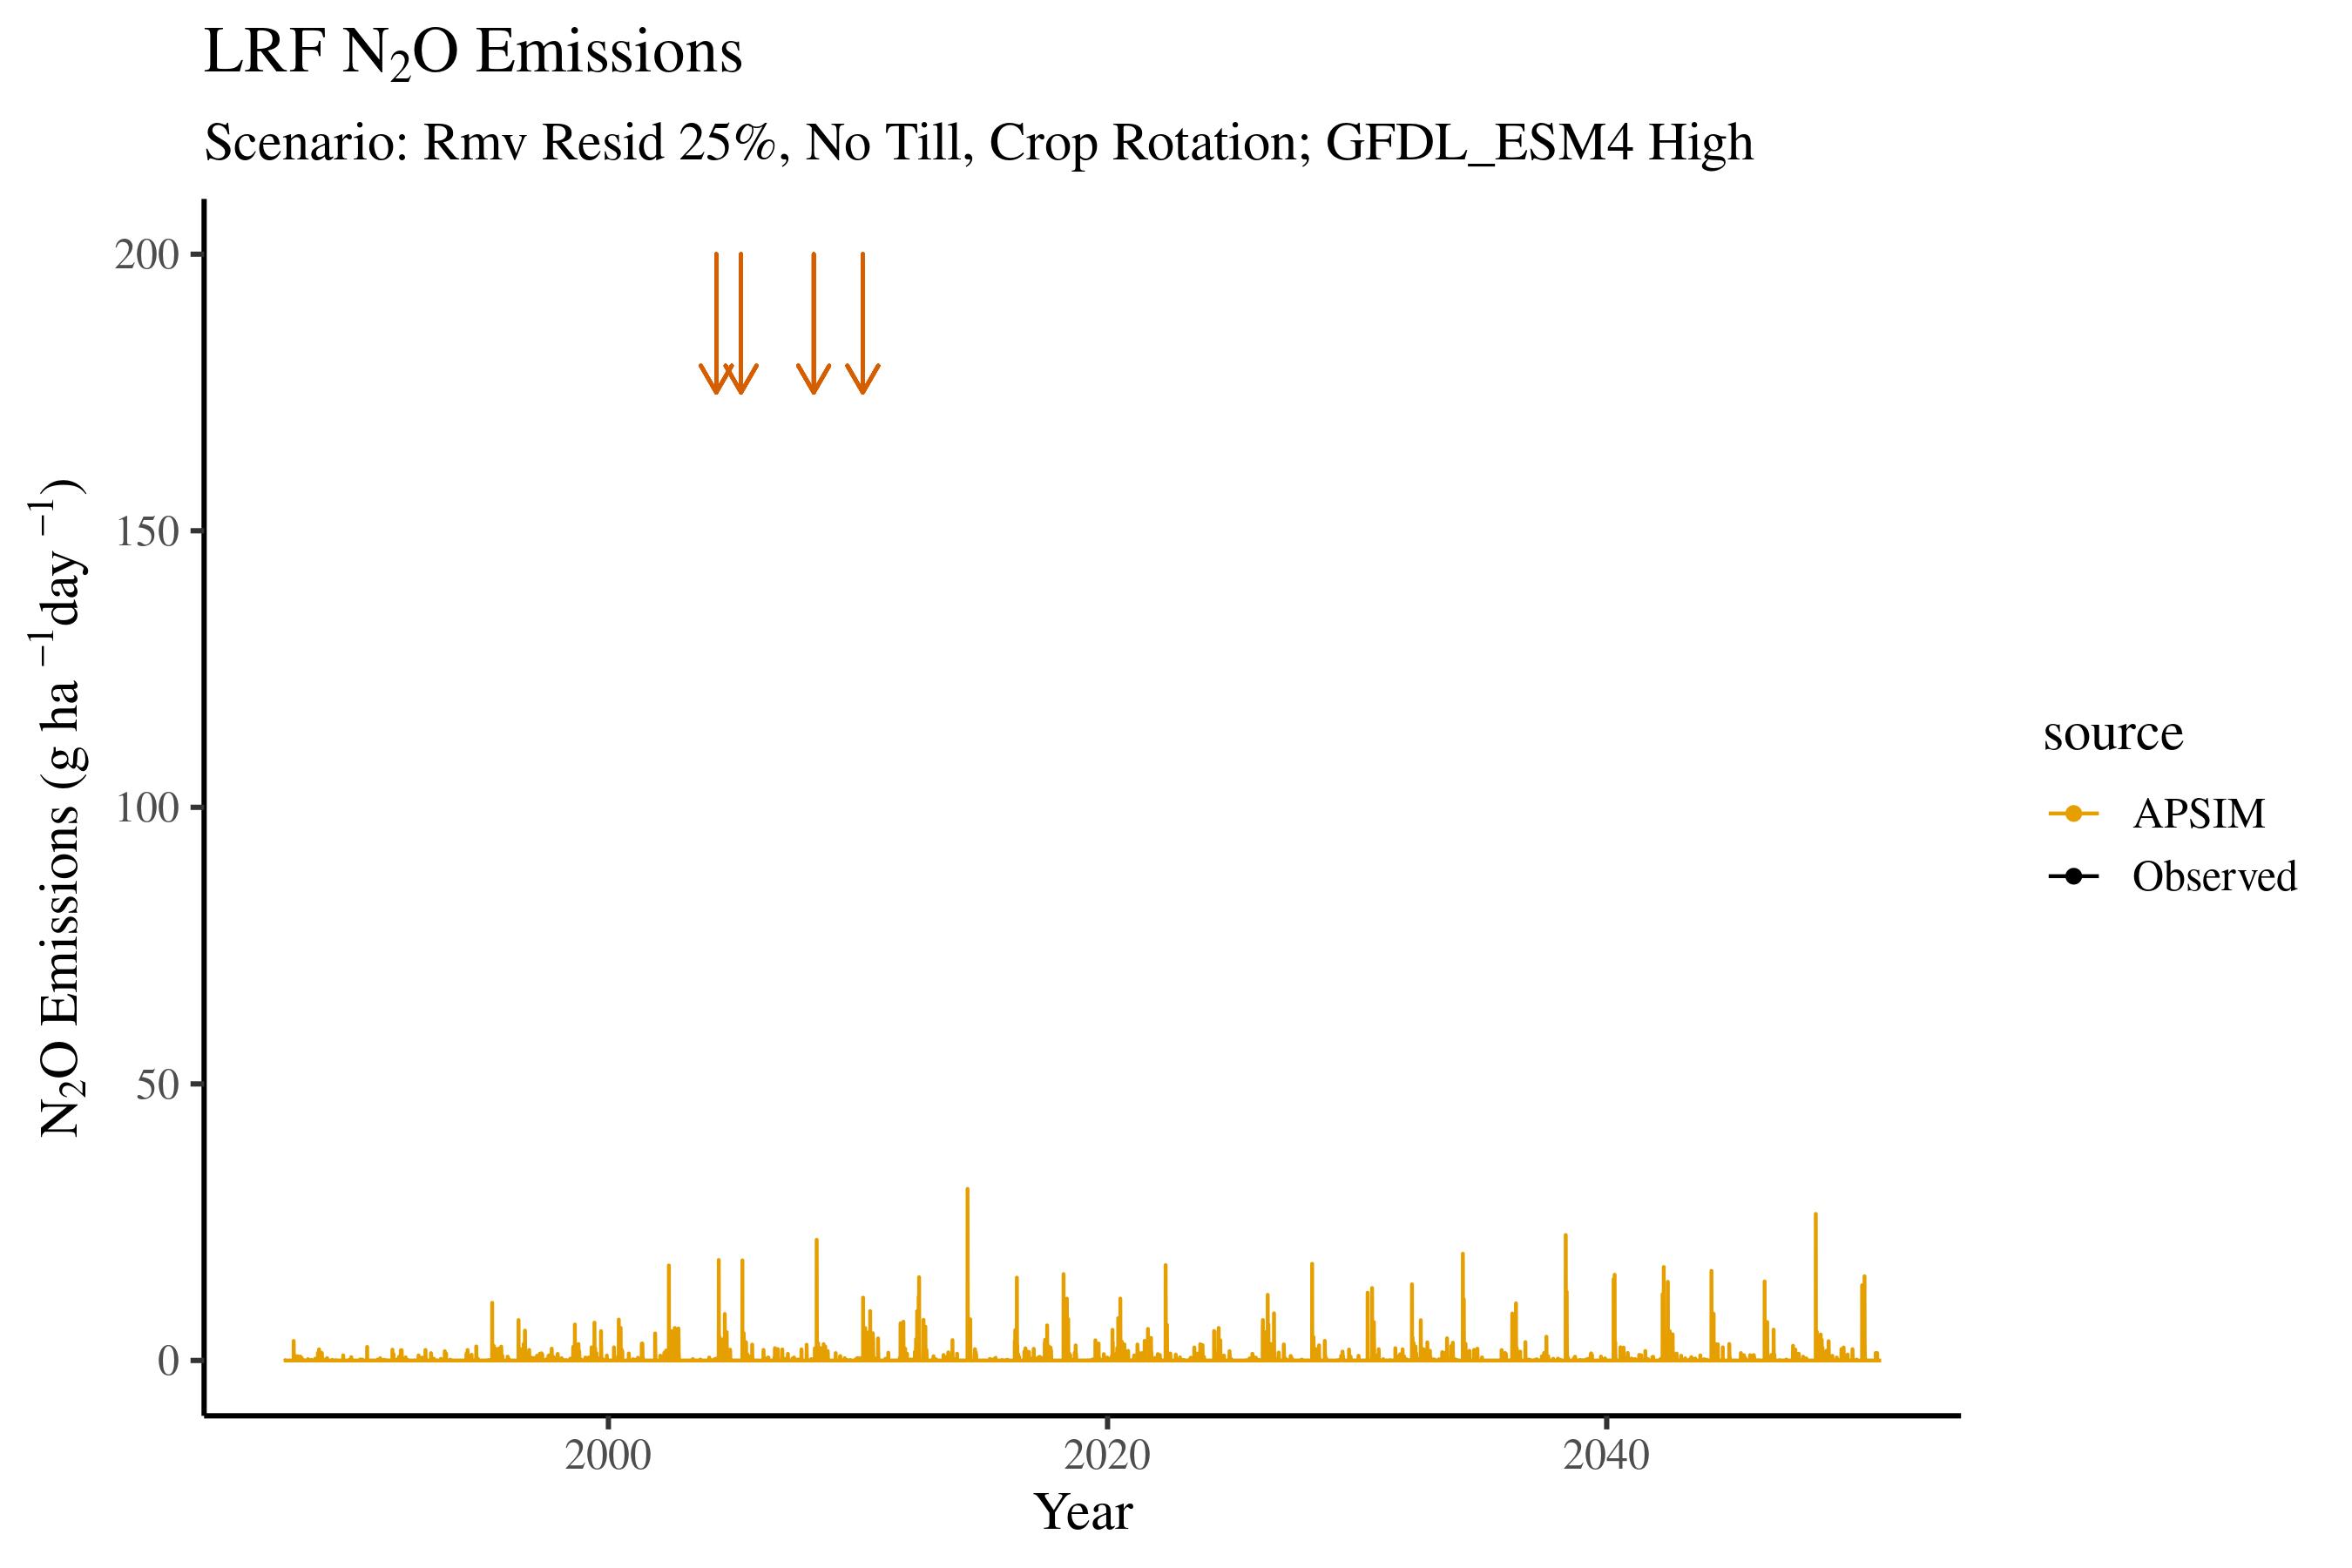 LRF N₂O Emissions
Scenario: Rmv Resid 25%, No Till, Crop Rotation; GFDL_ESM4 High
N₂O Emissions (g ha ⁻¹day ⁻¹)
200
150
100
50
0
2000 2020 2040
Year
source
APSIM
Observed